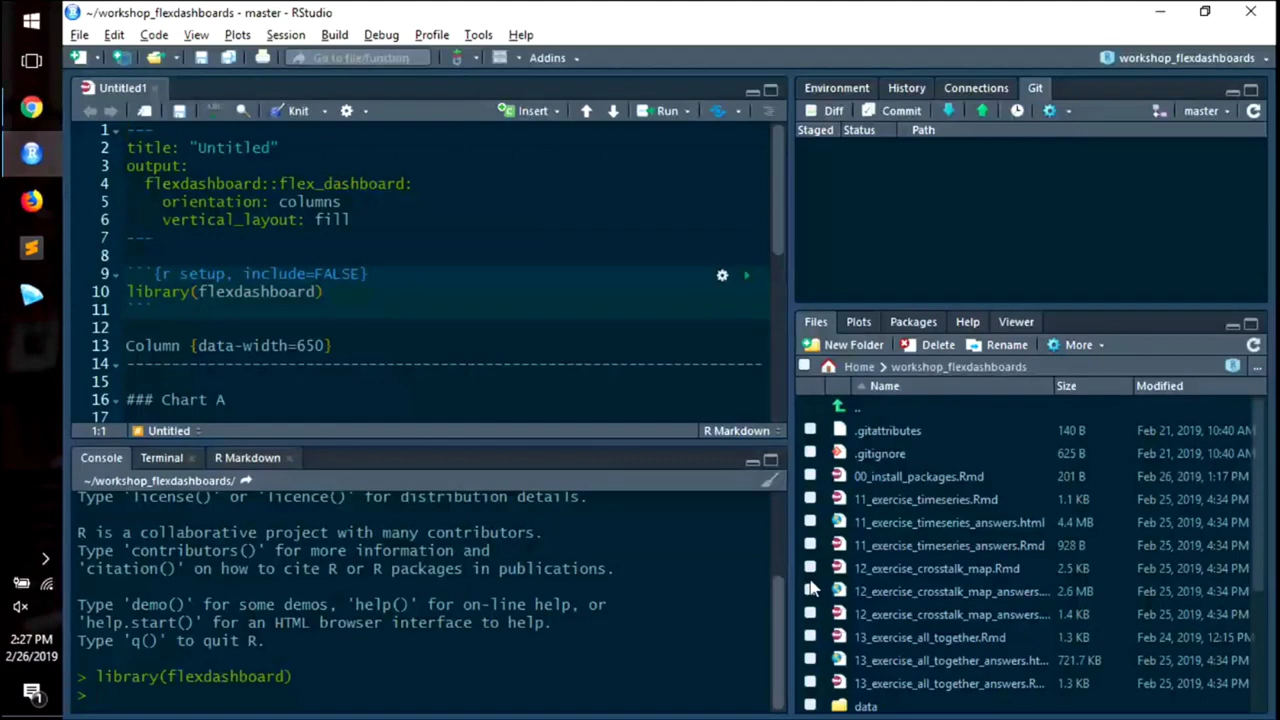 ~/workshop_flexdashboards - master - RStudio
File Edit Code View Plots Session Build Debug Profile Tools Help
Go to file/function Addins workshop_flexdashboards
Untitled1
Knit Insert Run
1 ---
2 title: "Untitled"
3 output:
4 flexdashboard::flex_dashboard:
5 orientation: columns
6 vertical_layout: fill
7 ---
8
9 ```{r setup, include=FALSE}
10 library(flexdashboard)
11 ```
12
13 Column {data-width=650}
14 -----------------------------------------------------------------------
15
16 ### Chart A
17
1:1 Untitled R Markdown
Console Terminal R Markdown
~/workshop_flexdashboards/
Type 'license()' or 'licence()' for distribution details.
R is a collaborative project with many contributors.
Type 'contributors()' for more information and
'citation()' on how to cite R or R packages in publications.
Type 'demo()' for some demos, 'help()' for on-line help, or
'help.start()' for an HTML browser interface to help.
Type 'q()' to quit R.
> library(flexdashboard)
>
Environment History Connections Git
Diff Commit master
Staged Status Path
Files Plots Packages Help Viewer
New Folder Delete Rename More
Home workshop_flexdashboards ...
Name Size Modified
..
.gitattributes 140 B Feb 21, 2019, 10:40 AM
.gitignore 625 B Feb 21, 2019, 10:40 AM
00_install_packages.Rmd 201 B Feb 26, 2019, 1:17 PM
11_exercise_timeseries.Rmd 1.1 KB Feb 25, 2019, 4:34 PM
11_exercise_timeseries_answers.html 4.4 MB Feb 25, 2019, 4:34 PM
11_exercise_timeseries_answers.Rmd 928 B Feb 25, 2019, 4:34 PM
12_exercise_crosstalk_map.Rmd 2.5 KB Feb 25, 2019, 4:34 PM
12_exercise_crosstalk_map_answers.... 2.6 MB Feb 25, 2019, 4:34 PM
12_exercise_crosstalk_map_answers.... 1.4 KB Feb 25, 2019, 4:34 PM
13_exercise_all_together.Rmd 1.3 KB Feb 24, 2019, 12:15 PM
13_exercise_all_together_answers.ht... 721.7 KB Feb 25, 2019, 4:34 PM
13_exercise_all_together_answers.R... 1.3 KB Feb 25, 2019, 4:34 PM
data
2:27 PM
2/26/2019